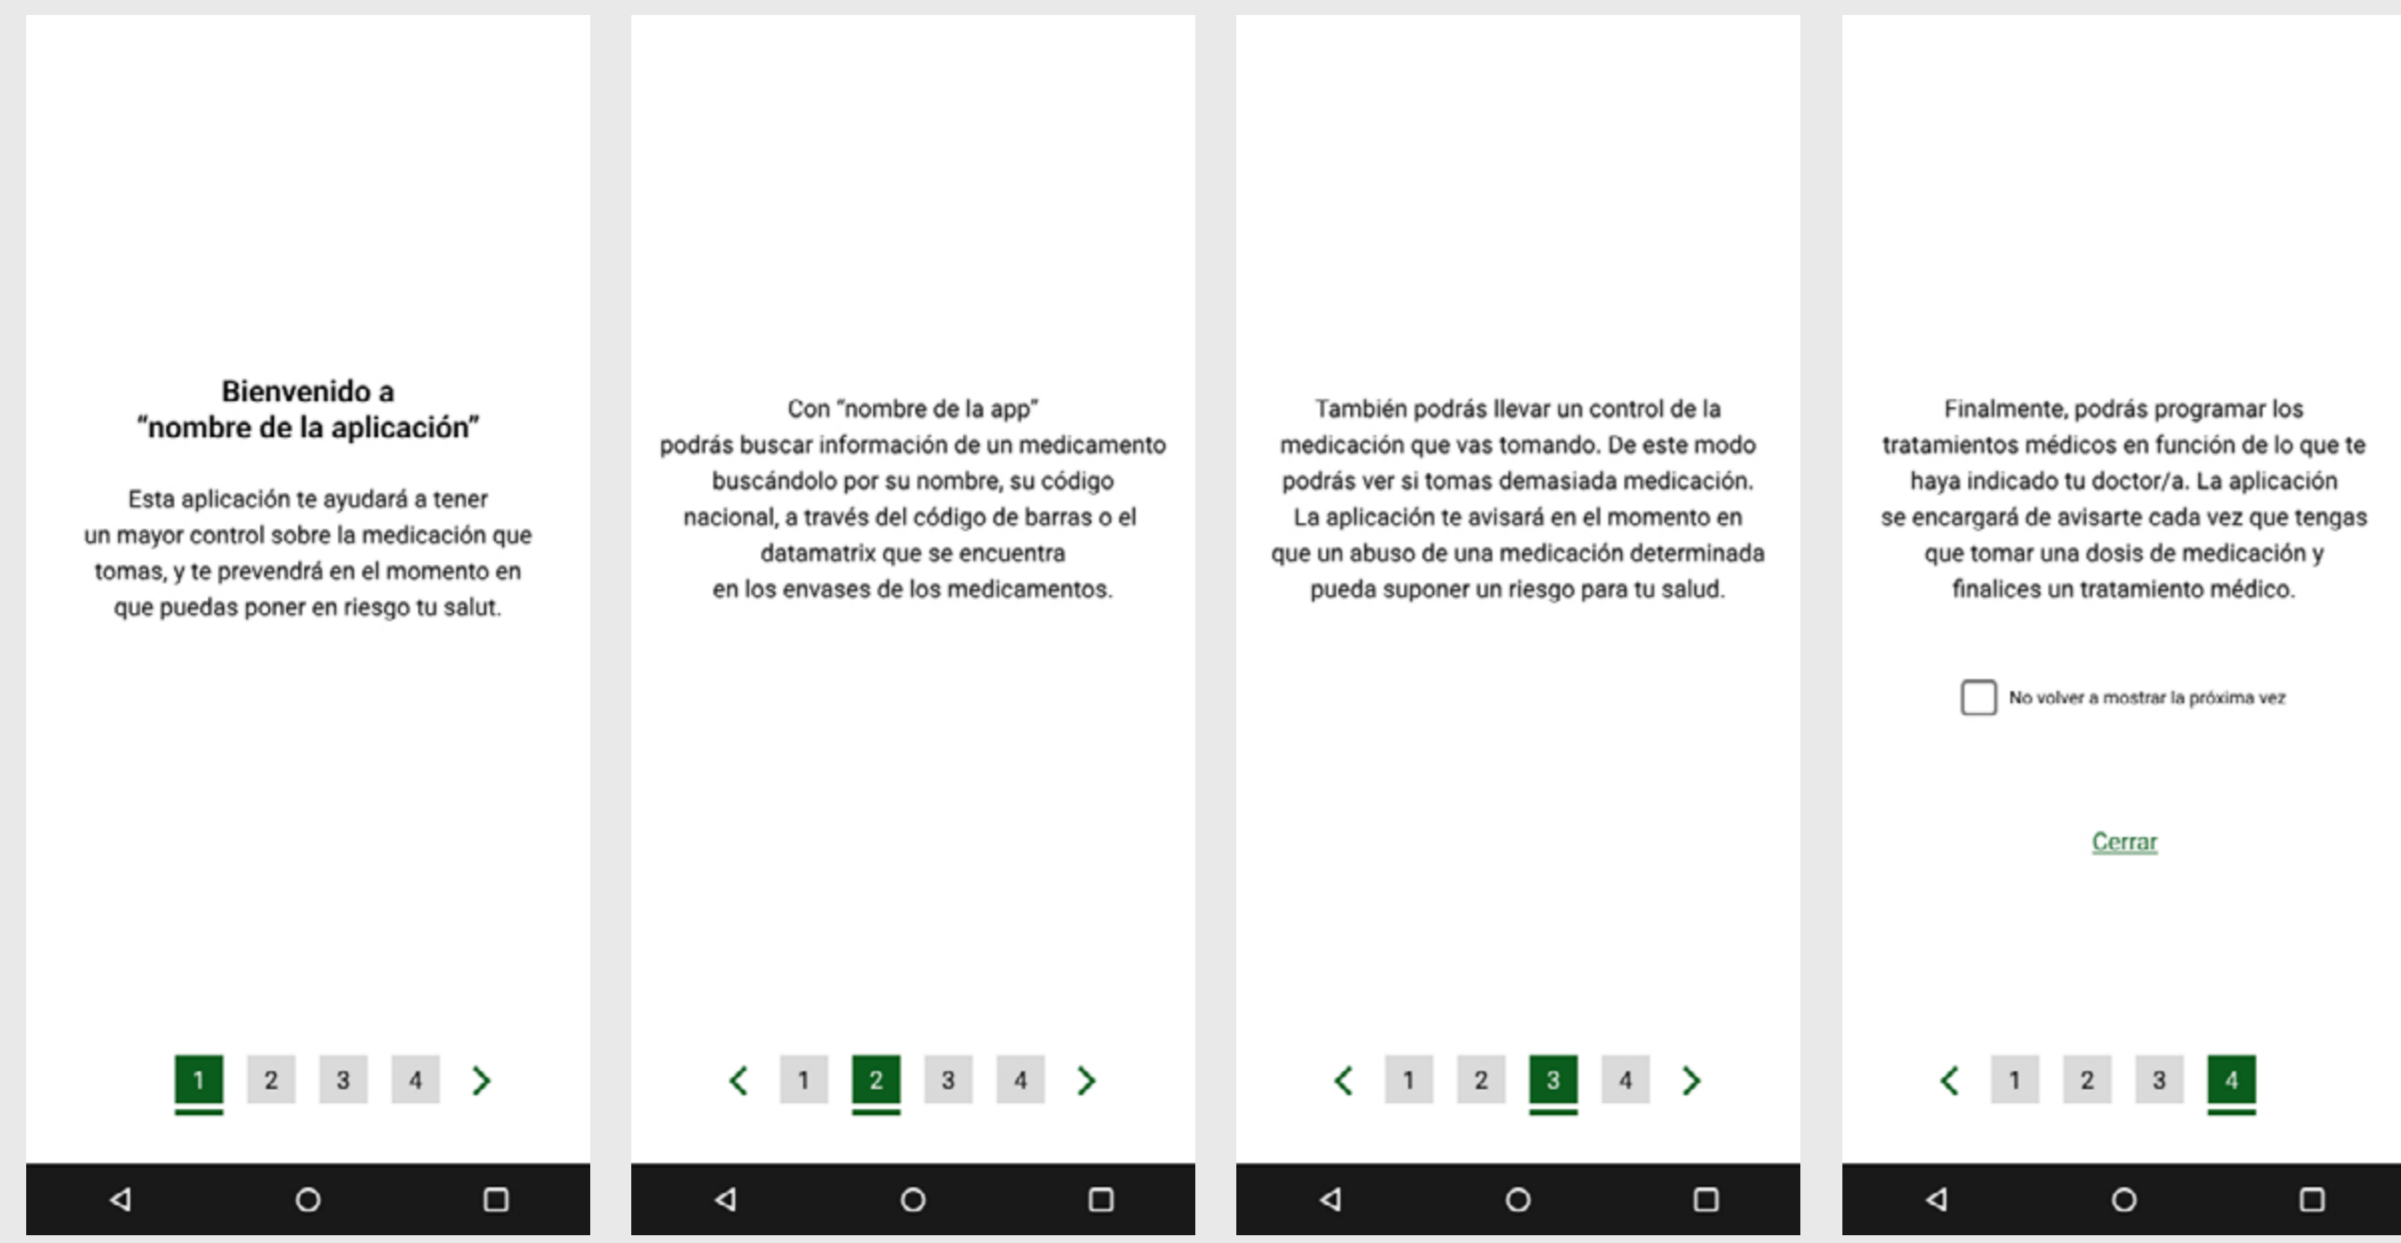 Bienvenido a
“nombre de la aplicación”
Esta aplicación te ayudará a tener
un mayor control sobre la medicación que
tomas, y te prevendrá en el momento en
que puedas poner en riesgo tu salut.
1 2 3 4 >
Con “nombre de la app”
podrás buscar información de un medicamento
buscándolo por su nombre, su código
nacional, a través del código de barras o el
datamatrix que se encuentra
en los envases de los medicamentos.
< 1 2 3 4 >
También podrás llevar un control de la
medicación que vas tomando. De este modo
podrás ver si tomas demasiada medicación.
La aplicación te avisará en el momento en
que un abuso de una medicación determinada
pueda suponer un riesgo para tu salud.
< 1 2 3 4 >
Finalmente, podrás programar los
tratamientos médicos en función de lo que te
haya indicado tu doctor/a. La aplicación
se encargará de avisarte cada vez que tengas
que tomar una dosis de medicación y
finalices un tratamiento médico.
No volver a mostrar la próxima vez
Cerrar
< 1 2 3 4